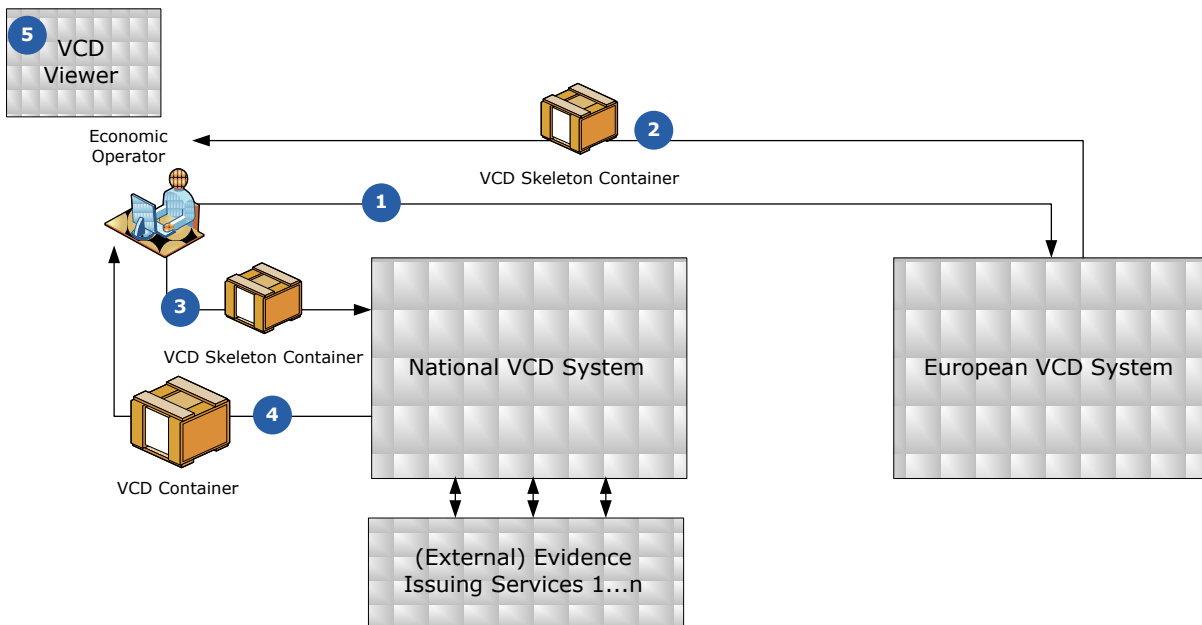 5
VCD
Viewer
Economic
Operator
2
VCD Skeleton Container
1
3
VCD Skeleton Container
National VCD System
European VCD System
4
VCD Container
(External) Evidence
Issuing Services 1...n